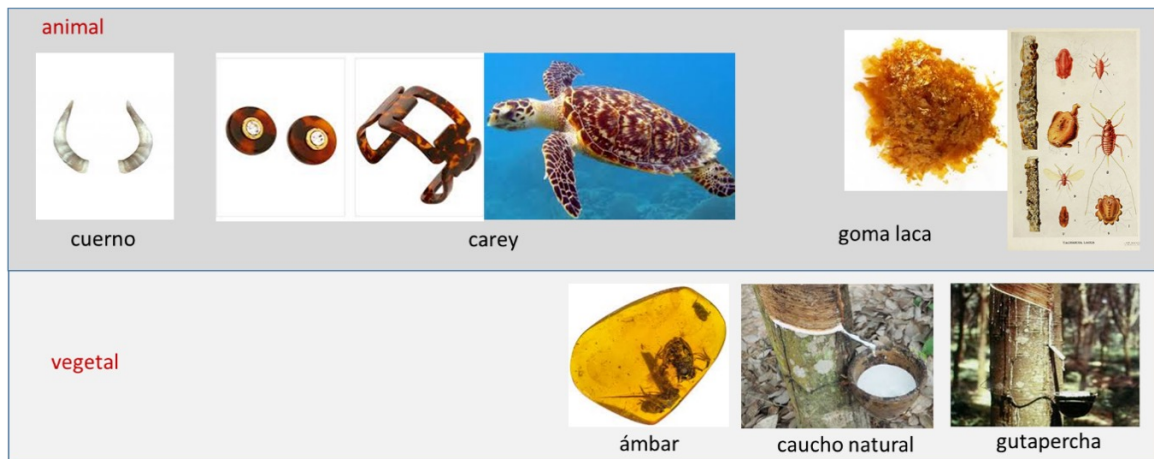 animal
cuerno
carey
goma laca
vegetal
ámbar
caucho natural
gutapercha